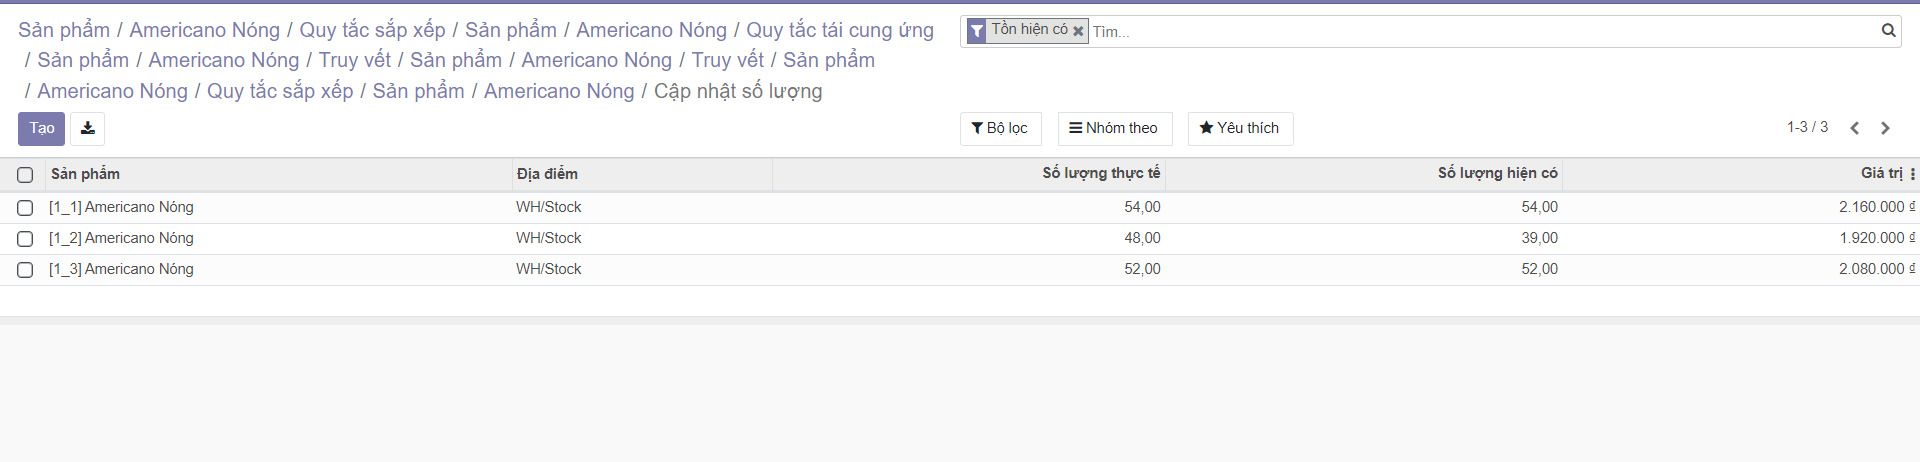 Sản phẩm / Americano Nóng / Quy tắc sắp xếp / Sản phẩm / Americano Nóng / Quy tắc tái cung ứng
/ Sản phẩm / Americano Nóng / Truy vết / Sản phẩm / Americano Nóng / Truy vết / Sản phẩm
/ Americano Nóng / Quy tắc sắp xếp / Sản phẩm / Americano Nóng / Cập nhật số lượng
Tồn hiện có Tìm...
Tạo Bộ lọc Nhóm theo Yêu thích 1-3 / 3
Sản phẩm Địa điểm Số lượng thực tế Số lượng hiện có Giá trị
[1_1] Americano Nóng WH/Stock 54,00 54,00 2.160.000 ₫
[1_2] Americano Nóng WH/Stock 48,00 39,00 1.920.000 ₫
[1_3] Americano Nóng WH/Stock 52,00 52,00 2.080.000 ₫